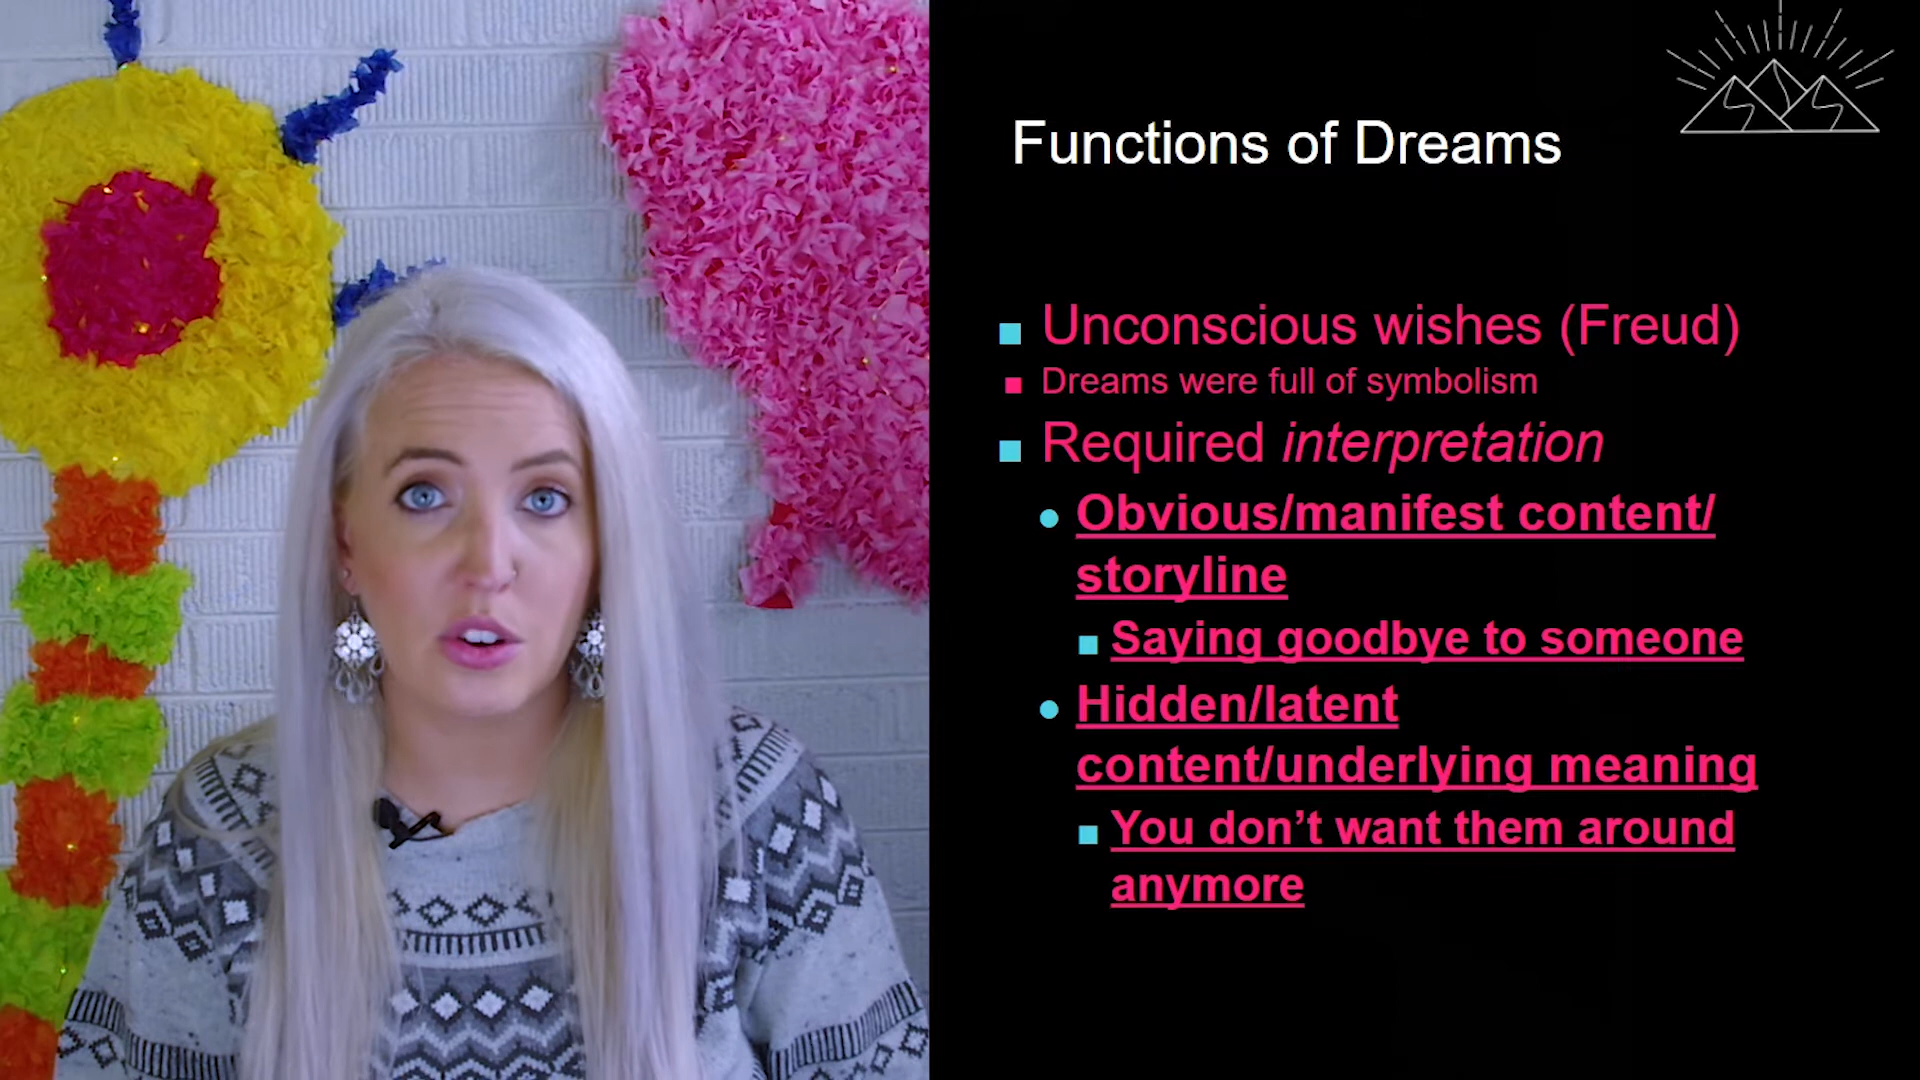 Functions of Dreams
Unconscious wishes (Freud)
Dreams were full of symbolism
Required interpretation
Obvious/manifest content/
storyline
Saying goodbye to someone
Hidden/latent
content/underlying meaning
You don’t want them around
anymore